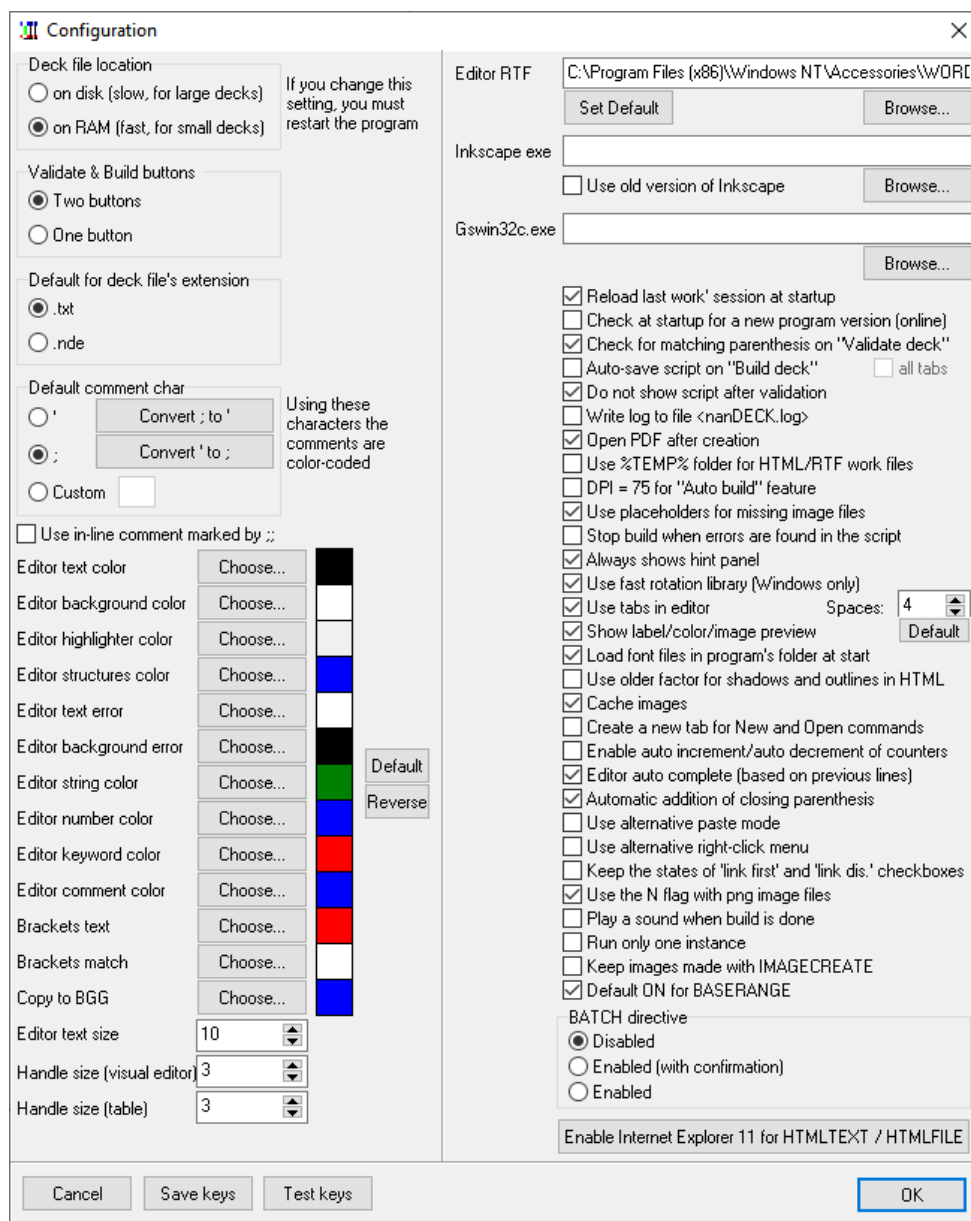 Configuration
Deck file location
on disk (slow, for large decks)
on RAM (fast, for small decks)
If you change this
setting, you must
restart the program
Validate & Build buttons
Two buttons
One button
Default for deck file's extension
.txt
.nde
Default comment char
'
Convert ; to '
;
Convert ' to ;
Custom
Using these
characters the
comments are
color-coded
Use in-line comment marked by ;;
Editor text color Choose...
Editor background color Choose...
Editor highlighter color Choose...
Editor structures color Choose...
Editor text error Choose...
Editor background error Choose...
Editor string color Choose...
Editor number color Choose...
Editor keyword color Choose...
Editor comment color Choose...
Brackets text Choose...
Brackets match Choose...
Copy to BGG Choose...
Default
Reverse
Editor text size 10
Handle size (visual editor) 3
Handle size (table) 3
Editor RTF C:\Program Files (x86)\Windows NT\Accessories\WORD
Set Default Browse...
Inkscape exe
Use old version of Inkscape Browse...
Gswin32c.exe
Browse...
Reload last work' session at startup
Check at startup for a new program version (online)
Check for matching parenthesis on "Validate deck"
Auto-save script on "Build deck" all tabs
Do not show script after validation
Write log to file <nanDECK.log>
Open PDF after creation
Use %TEMP% folder for HTML/RTF work files
DPI = 75 for "Auto build" feature
Use placeholders for missing image files
Stop build when errors are found in the script
Always shows hint panel
Use fast rotation library (Windows only)
Use tabs in editor Spaces: 4
Show label/color/image preview Default
Load font files in program's folder at start
Use older factor for shadows and outlines in HTML
Cache images
Create a new tab for New and Open commands
Enable auto increment/auto decrement of counters
Editor auto complete (based on previous lines)
Automatic addition of closing parenthesis
Use alternative paste mode
Use alternative right-click menu
Keep the states of 'link first' and 'link dis.' checkboxes
Use the N flag with png image files
Play a sound when build is done
Run only one instance
Keep images made with IMAGECREATE
Default ON for BASERANGE
BATCH directive
Disabled
Enabled (with confirmation)
Enabled
Enable Internet Explorer 11 for HTMLTEXT / HTMLFILE
Cancel Save keys Test keys OK